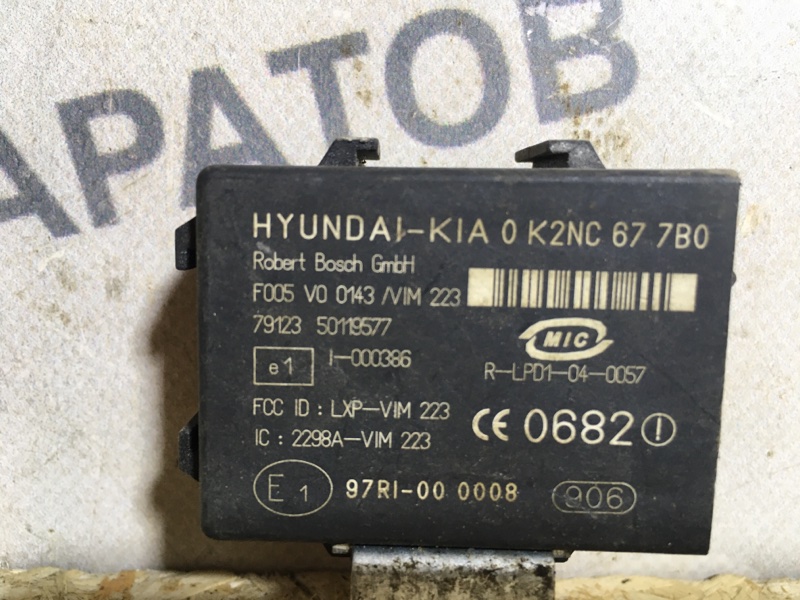 АРАТОВ
HYUNDAI-KIA 0 K2NC 67 7B0
Robert Bosch GmbH
F005 V0 0143 /VIM 223
79123 50119577
MIC
e1 I-000386
R-LPD1-04-0057
FCC ID : LXP-VIM 223
IC : 2298A-VIM 223
CE 0682 !
E 1 97RI-00 0008 906